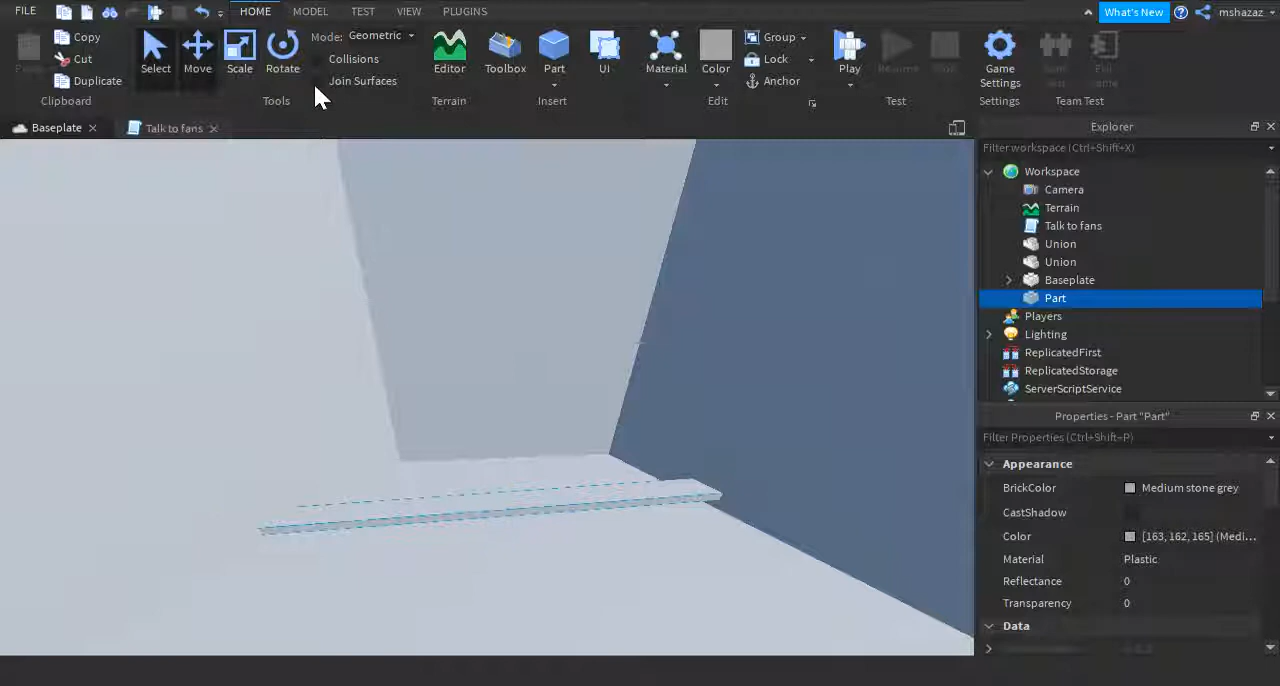 FILE HOME MODEL TEST VIEW PLUGINS What's New mshazaz
Copy
Cut
Duplicate
Clipboard
Select Move Scale Rotate
Mode: Geometric
Collisions
Join Surfaces
Tools
Editor
Terrain
Toolbox Part UI
Insert
Material Color
Group
Lock
Anchor
Edit
Play
Test
Game
Settings
Settings
Team Test
Baseplate Talk to fans
Explorer
Filter workspace (Ctrl+Shift+X)
Workspace
Camera
Terrain
Talk to fans
Union
Union
Baseplate
Part
Players
Lighting
ReplicatedFirst
ReplicatedStorage
ServerScriptService
Properties - Part "Part"
Filter Properties (Ctrl+Shift+P)
Appearance
BrickColor Medium stone grey
CastShadow
Color [163, 162, 165] (Medi...
Material Plastic
Reflectance 0
Transparency 0
Data